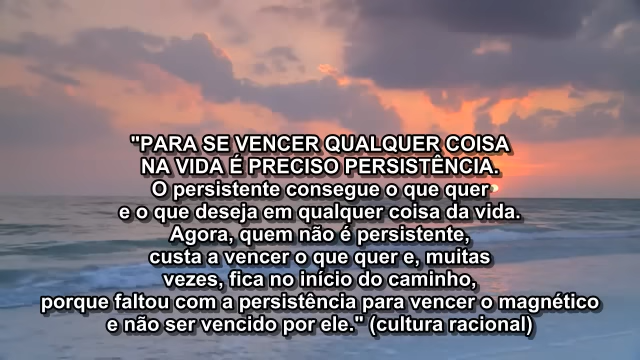 "PARA SE VENCER QUALQUER COISA
NA VIDA É PRECISO PERSISTÊNCIA.
O persistente consegue o que quer
e o que deseja em qualquer coisa da vida.
Agora, quem não é persistente,
custa a vencer o que quer e, muitas
vezes, fica no início do caminho,
porque faltou com a persistência para vencer o magnético
e não ser vencido por ele." (cultura racional)